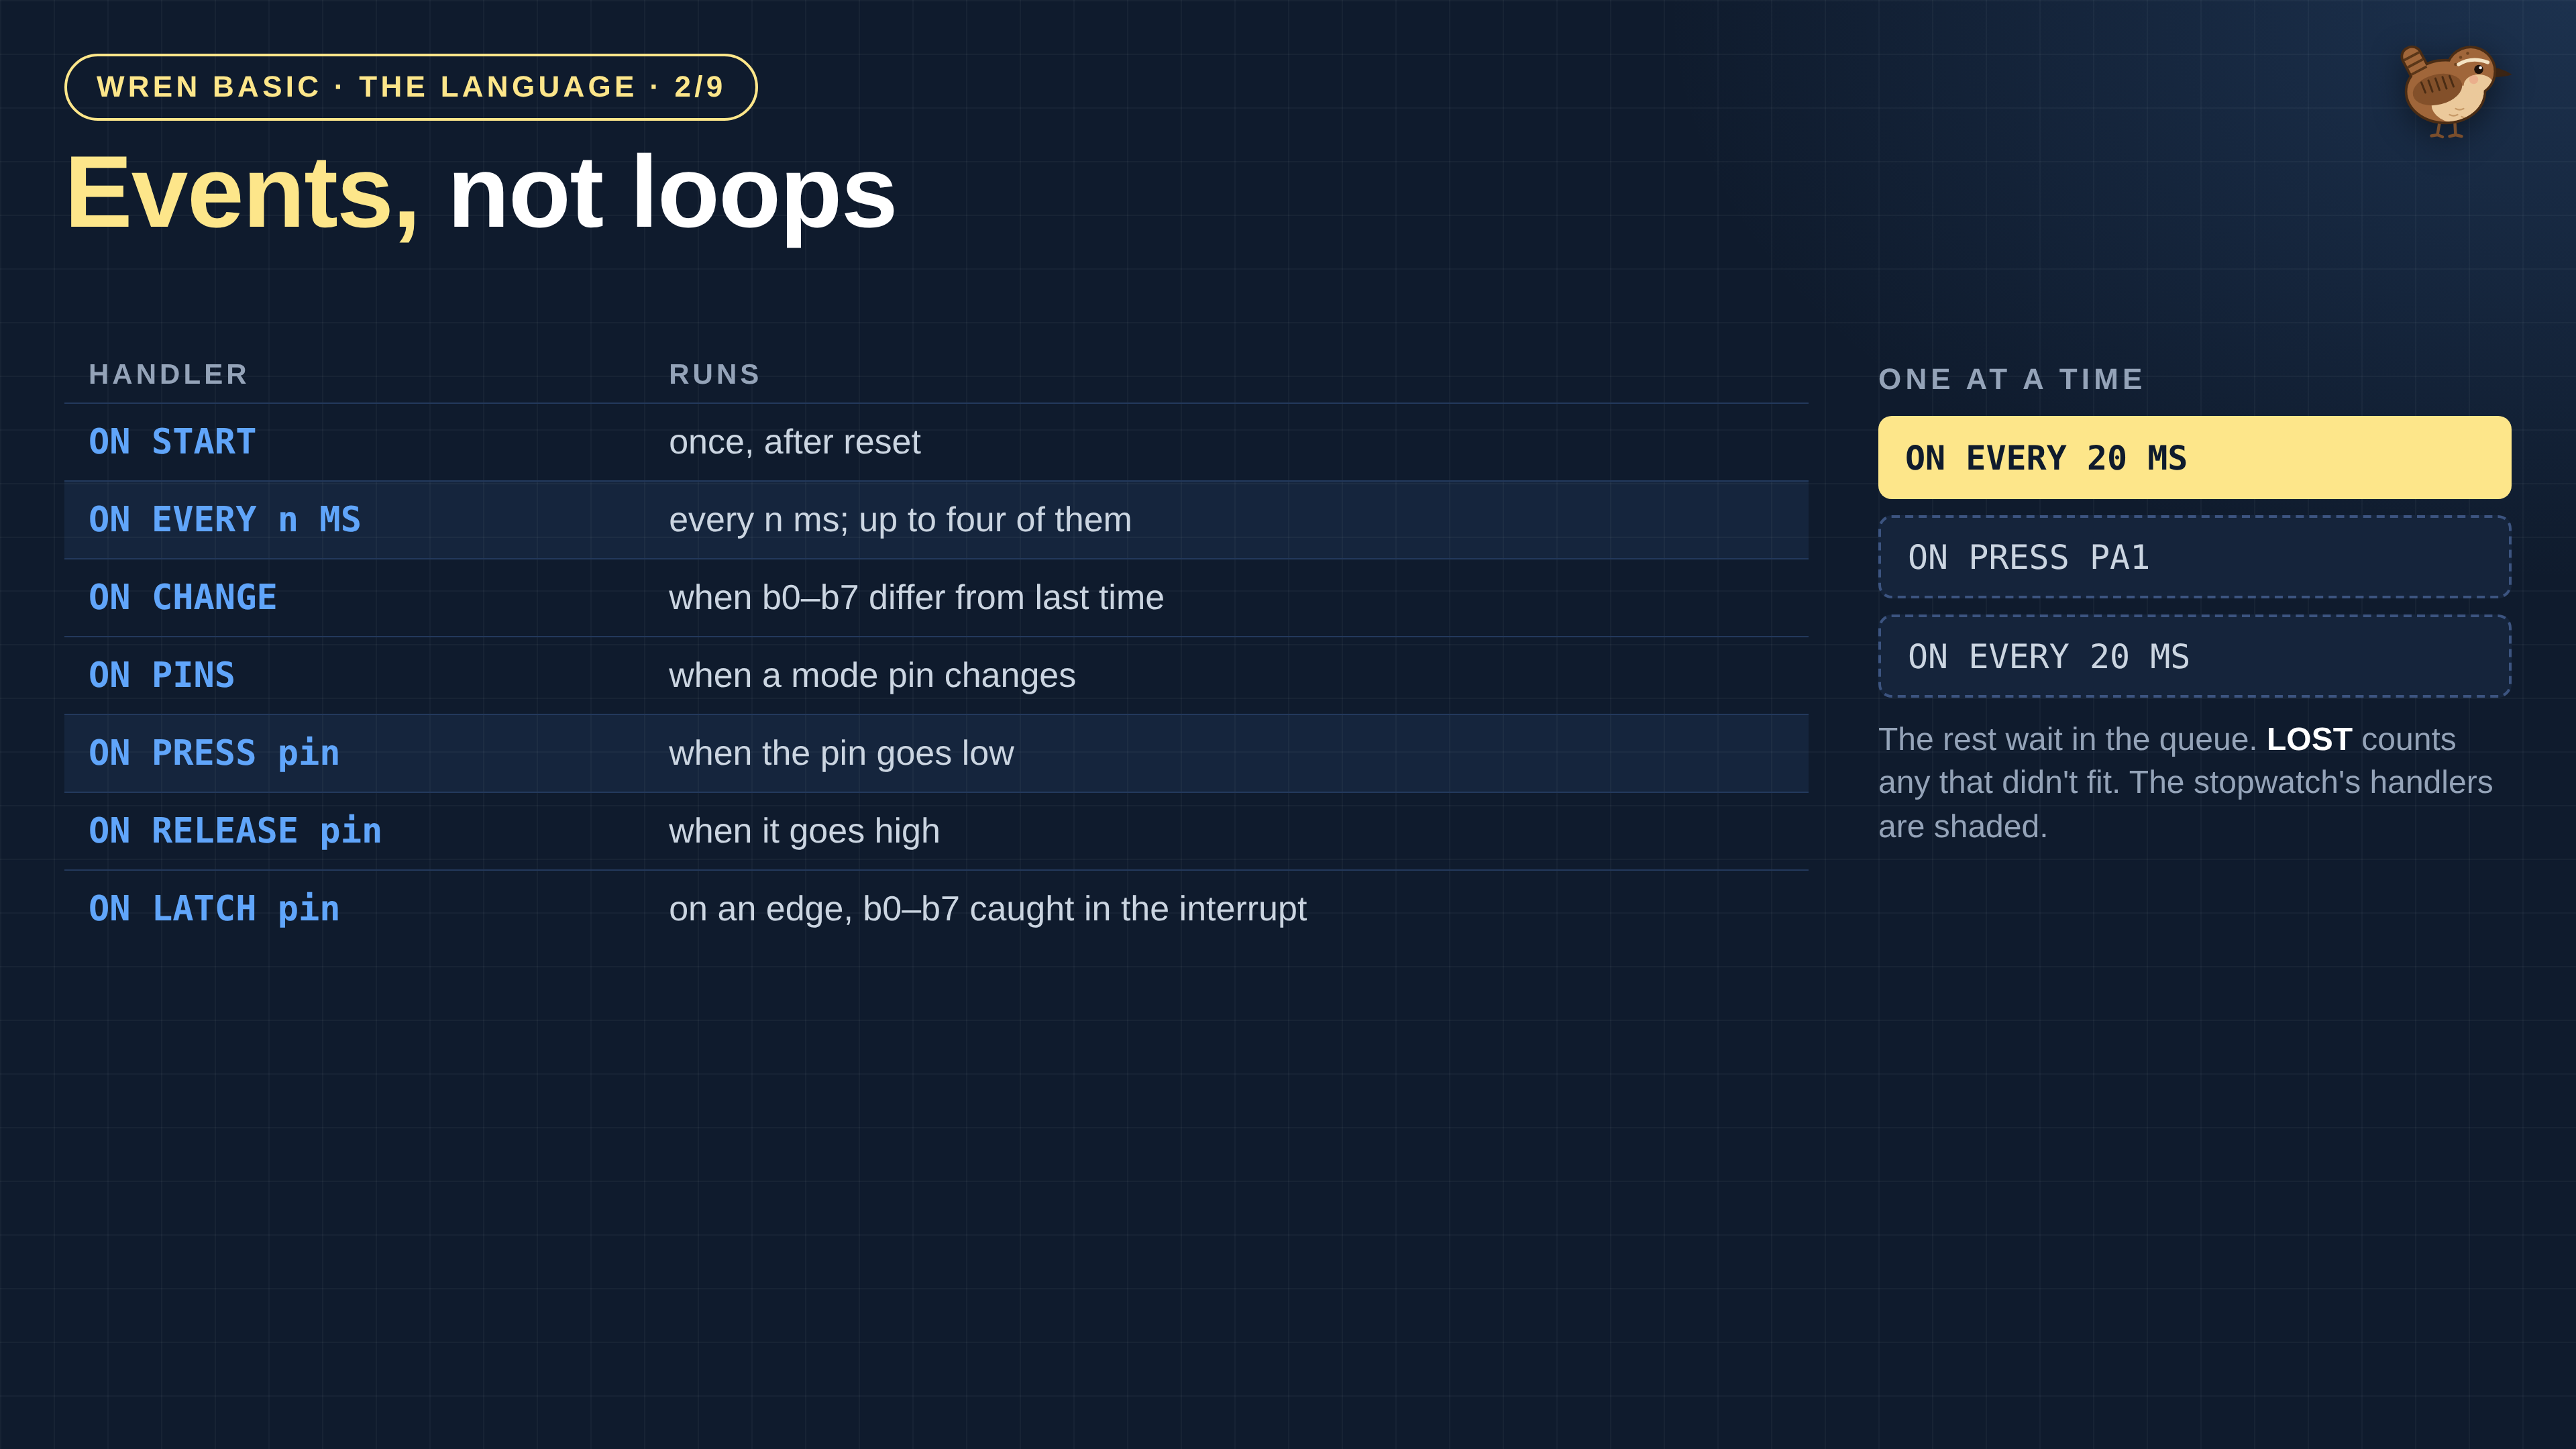 WREN BASIC · THE LANGUAGE · 2/9
Events, not loops
HANDLER RUNS
ON START once, after reset
ON EVERY n MS every n ms; up to four of them
ON CHANGE when b0–b7 differ from last time
ON PINS when a mode pin changes
ON PRESS pin when the pin goes low
ON RELEASE pin when it goes high
ON LATCH pin on an edge, b0–b7 caught in the interrupt
ONE AT A TIME
ON EVERY 20 MS
ON PRESS PA1
ON EVERY 20 MS
The rest wait in the queue. LOST counts
any that didn't fit. The stopwatch's handlers
are shaded.